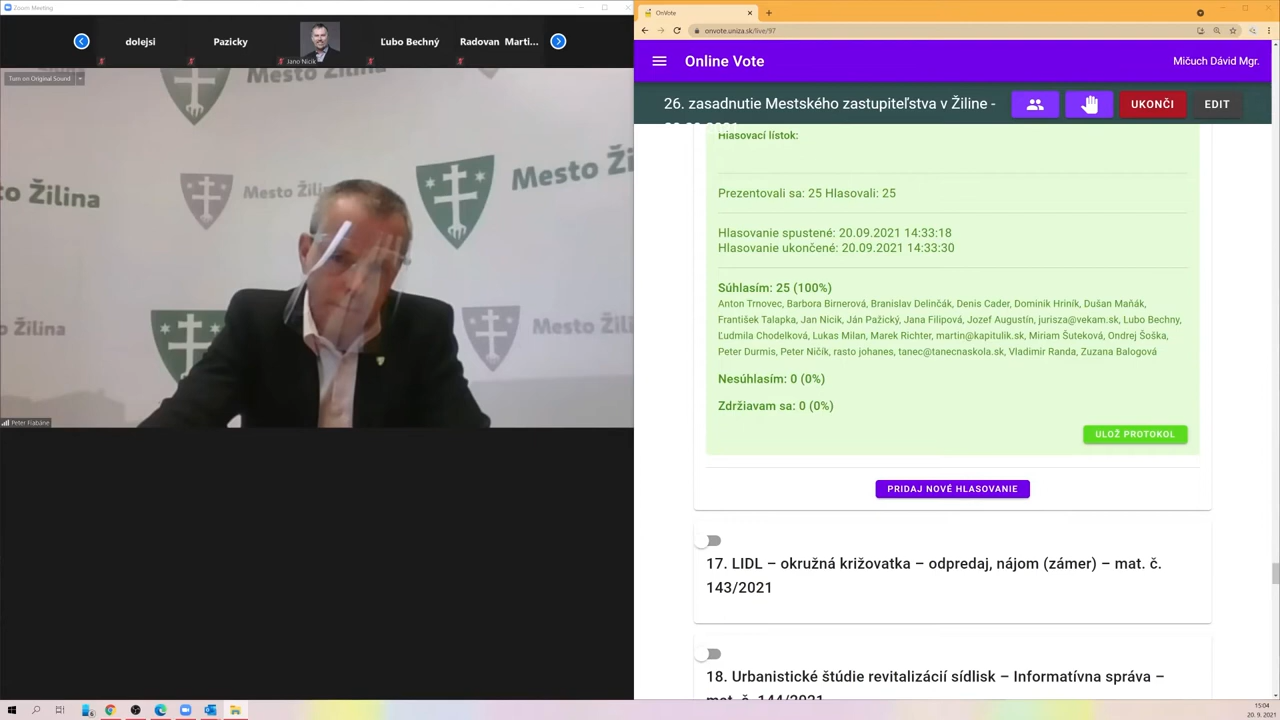 Zoom Meeting
dolejsi
Pazicky
Jano Nicik
Ľubo Bechný
Radovan Marti...
Turn on Original Sound
Mesto Žilina
Mesto Žilina
Mesto Žilina
Peter Fiabáne
OnVote
onvote.uniza.sk/live/97
Online Vote
Mičuch Dávid Mgr.
26. zasadnutie Mestského zastupiteľstva v Žiline -
UKONČI
EDIT
Hlasovací lístok:
Prezentovali sa: 25 Hlasovali: 25
Hlasovanie spustené: 20.09.2021 14:33:18
Hlasovanie ukončené: 20.09.2021 14:33:30
Súhlasím: 25 (100%)
Anton Trnovec, Barbora Birnerová, Branislav Delinčák, Denis Cader, Dominik Hriník, Dušan Maňák,
František Talapka, Jan Nicik, Ján Pažický, Jana Filipová, Jozef Augustín, jurisza@vekam.sk, Lubo Bechny,
Ľudmila Chodelková, Lukas Milan, Marek Richter, martin@kapitulik.sk, Miriam Šuteková, Ondrej Šoška,
Peter Durmis, Peter Ničík, rasto johanes, tanec@tanecnaskola.sk, Vladimir Randa, Zuzana Balogová
Nesúhlasím: 0 (0%)
Zdržiavam sa: 0 (0%)
ULOŽ PROTOKOL
PRIDAJ NOVÉ HLASOVANIE
17. LIDL – okružná križovatka – odpredaj, nájom (zámer) – mat. č.
143/2021
18. Urbanistické štúdie revitalizácií sídlisk – Informatívna správa –
mat. č. 144/2021
15:04
20. 9. 2021